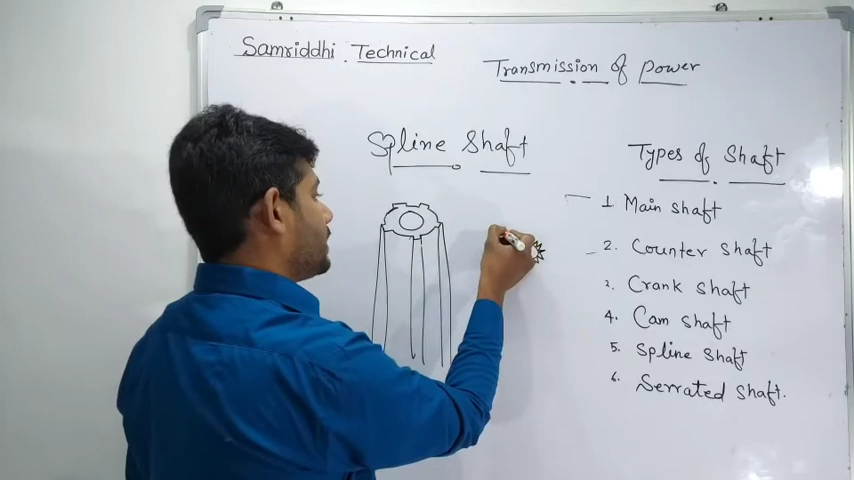 Samriddhi . Technical
Transmission of power
Spline Shaft
Types of Shaft
1 Main shaft
2. Counter shaft
3. Crank shaft
4. Cam shaft
5. Spline shaft
6. Serrated shaft.